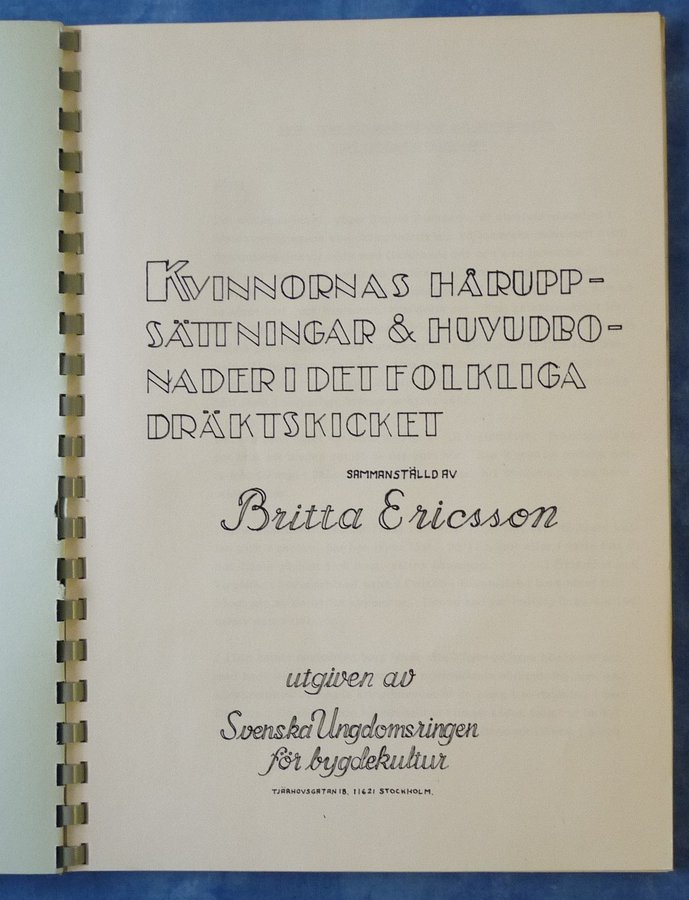 KVINNORNAS HÅRUPP-
SÄTTNINGAR & HUVUDBO-
NADER I DET FOLKLIGA
DRÄKTSKICKET
SAMMANSTÄLLD AV
Britta Ericsson
utgiven av
Svenska Ungdomsringen
för bygdekultur
TJÄRHOVSGATAN 18. 11621 STOCKHOLM.